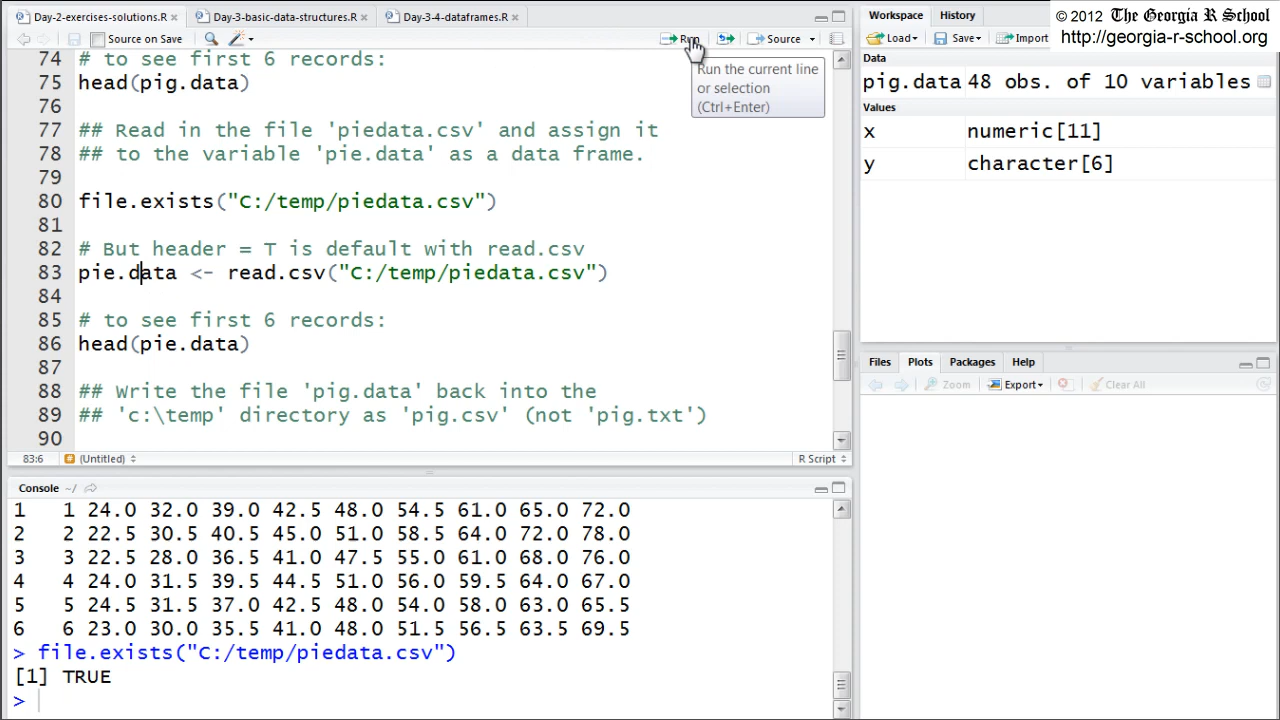 Day-2-exercises-solutions.R
Day-3-basic-data-structures.R
Day-3-4-dataframes.R
Source on Save
Run
Source
Run the current line
or selection
(Ctrl+Enter)
74 # to see first 6 records:
75 head(pig.data)
76
77 ## Read in the file 'piedata.csv' and assign it
78 ## to the variable 'pie.data' as a data frame.
79
80 file.exists("C:/temp/piedata.csv")
81
82 # But header = T is default with read.csv
83 pie.data <- read.csv("C:/temp/piedata.csv")
84
85 # to see first 6 records:
86 head(pie.data)
87
88 ## Write the file 'pig.data' back into the
89 ## 'c:\temp' directory as 'pig.csv' (not 'pig.txt')
90
83:6 (Untitled) R Script
Console ~/
1 1 24.0 32.0 39.0 42.5 48.0 54.5 61.0 65.0 72.0
2 2 22.5 30.5 40.5 45.0 51.0 58.5 64.0 72.0 78.0
3 3 22.5 28.0 36.5 41.0 47.5 55.0 61.0 68.0 76.0
4 4 24.0 31.5 39.5 44.5 51.0 56.0 59.5 64.0 67.0
5 5 24.5 31.5 37.0 42.5 48.0 54.0 58.0 63.0 65.5
6 6 23.0 30.0 35.5 41.0 48.0 51.5 56.5 63.5 69.5
> file.exists("C:/temp/piedata.csv")
[1] TRUE
>
Workspace History
© 2012 The Georgia R School
http://georgia-r-school.org
Load Save Import
Data
pig.data 48 obs. of 10 variables
Values
x numeric[11]
y character[6]
Files Plots Packages Help
Zoom Export Clear All